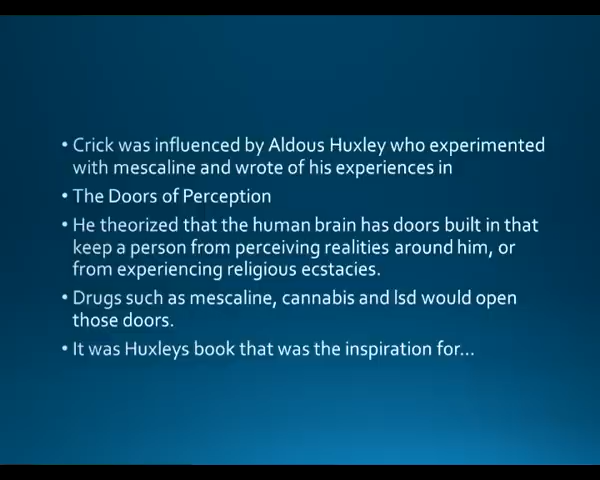 • Crick was influenced by Aldous Huxley who experimented
with mescaline and wrote of his experiences in
• The Doors of Perception
• He theorized that the human brain has doors built in that
keep a person from perceiving realities around him, or
from experiencing religious ecstacies.
• Drugs such as mescaline, cannabis and lsd would open
those doors.
• It was Huxleys book that was the inspiration for...